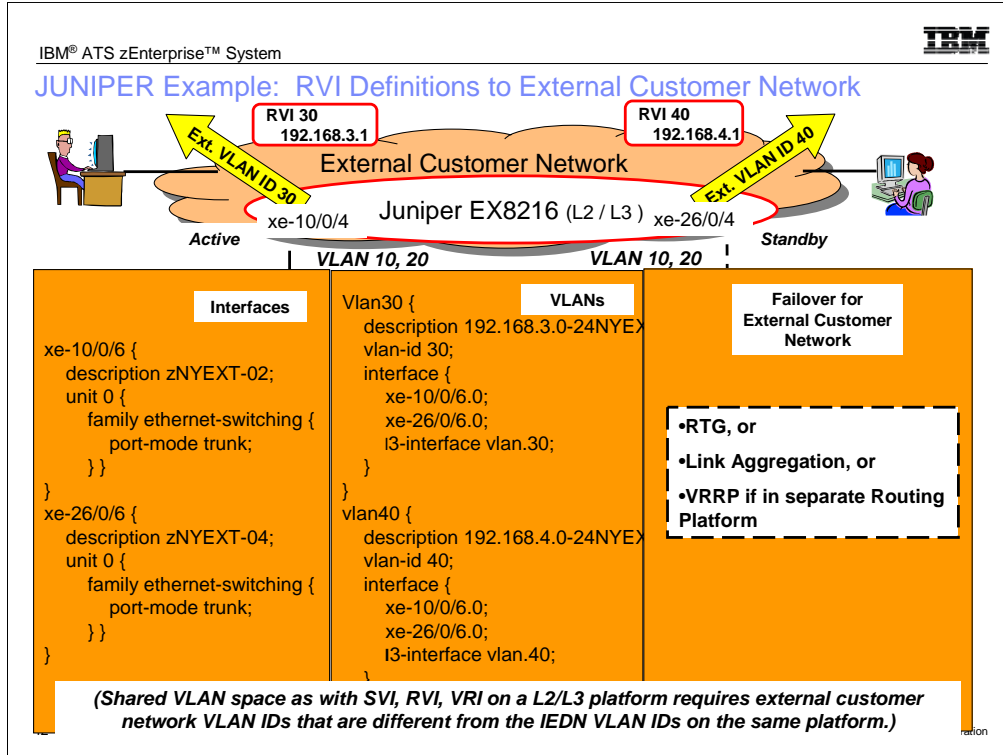 IBM® ATS zEnterprise™ System
IBM
JUNIPER Example: RVI Definitions to External Customer Network
RVI 30
192.168.3.1
RVI 40
192.168.4.1
Ext. VLAN ID 30
Ext. VLAN ID 40
External Customer Network
Juniper EX8216 (L2 / L3 )
xe-10/0/4
xe-26/0/4
Active
Standby
VLAN 10, 20
VLAN 10, 20
Interfaces
xe-10/0/6 {
description zNYEXT-02;
unit 0 {
family ethernet-switching {
port-mode trunk;
} }
}
xe-26/0/6 {
description zNYEXT-04;
unit 0 {
family ethernet-switching {
port-mode trunk;
} }
}
VLANs
Vlan30 {
description 192.168.3.0-24NYEX
vlan-id 30;
interface {
xe-10/0/6.0;
xe-26/0/6.0;
l3-interface vlan.30;
}
}
vlan40 {
description 192.168.4.0-24NYEX
vlan-id 40;
interface {
xe-10/0/6.0;
xe-26/0/6.0;
l3-interface vlan.40;
}
Failover for
External Customer
Network
•RTG, or
•Link Aggregation, or
•VRRP if in separate Routing
Platform
(Shared VLAN space as with SVI, RVI, VRI on a L2/L3 platform requires external customer
network VLAN IDs that are different from the IEDN VLAN IDs on the same platform.)